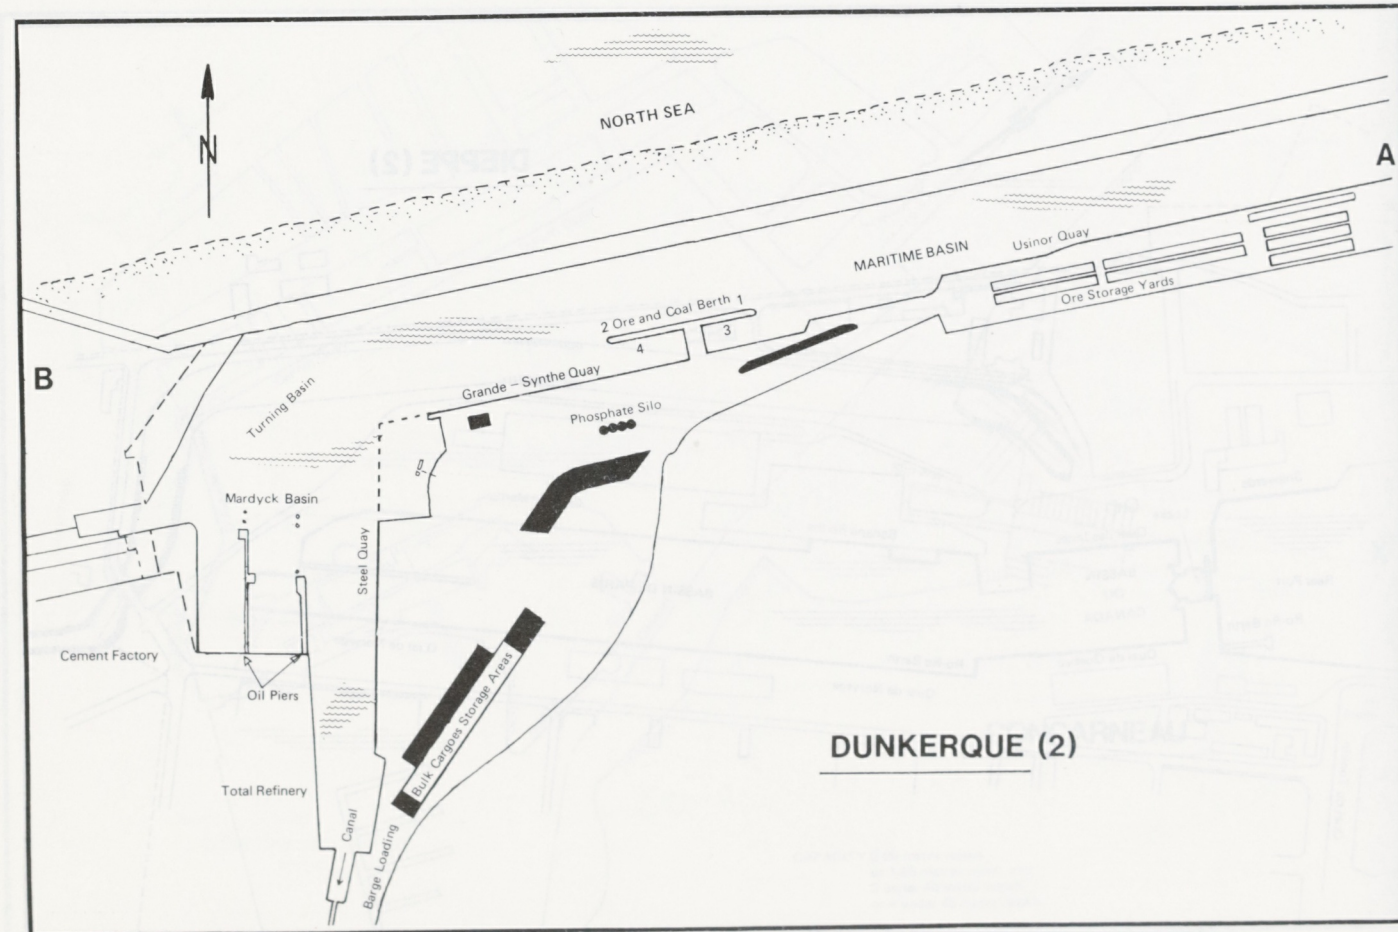 NORTH SEA
N
A
MARITIME BASIN
Usinor Quay
Ore Storage Yards
2 Ore and Coal Berth 1
3
4
B
Grande – Synthe Quay
Turning Basin
Phosphate Silo
Mardyck Basin
Steel Quay
Cement Factory
Oil Piers
Bulk Cargoes Storage Areas
DUNKERQUE (2)
Total Refinery
Canal
Barge Loading
DIEPPE (2)